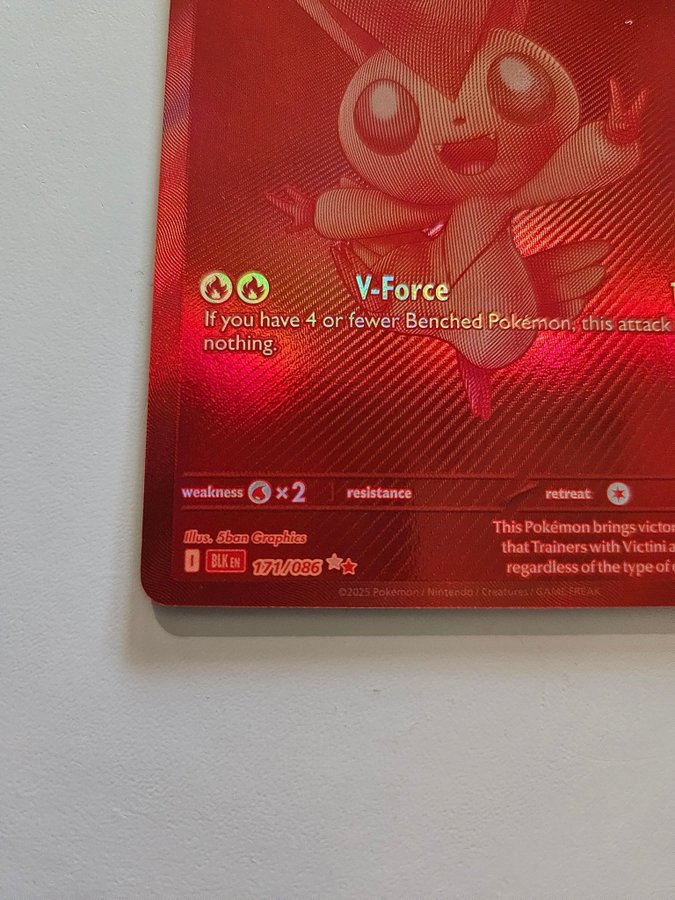 V-Force
If you have 4 or fewer Benched Pokémon, this attack
nothing.
weakness ×2 resistance retreat
Illus. 5ban Graphics
I BLK EN 171/086
This Pokémon brings victor
that Trainers with Victini a
regardless of the type of
©2025 Pokémon / Nintendo / Creatures / GAME FREAK